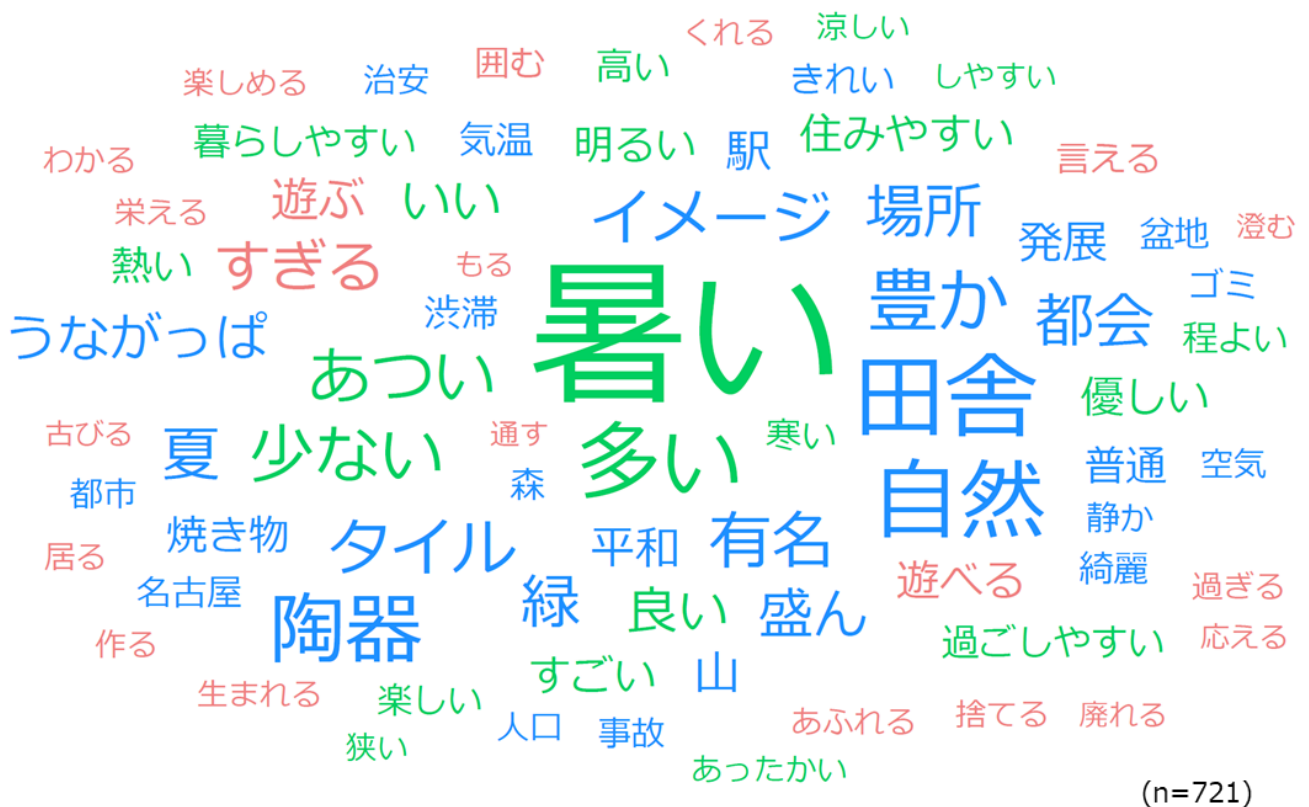 くれる 涼しい
楽しめる 治安 囲む 高い きれい しやすい
わかる 暮らしやすい 気温 明るい 駅 住みやすい 言える
栄える 遊ぶ いい イメージ 場所 発展 盆地 澄む
熱い すぎる もる 豊か 都会 ゴミ
うながっぱ 渋滞 暑い 程よい
あつい 田舎 優しい
古びる 夏 少ない 通す 多い 寒い 普通 空気
都市 森 自然 静か
居る 焼き物 タイル 平和 有名 綺麗
名古屋 陶器 緑 良い 盛ん 遊べる 過ぎる
作る すごい 山 過ごしやすい 応える
生まれる 楽しい 人口 事故 あふれる 捨てる 廃れる
狭い あったかい
(n=721)